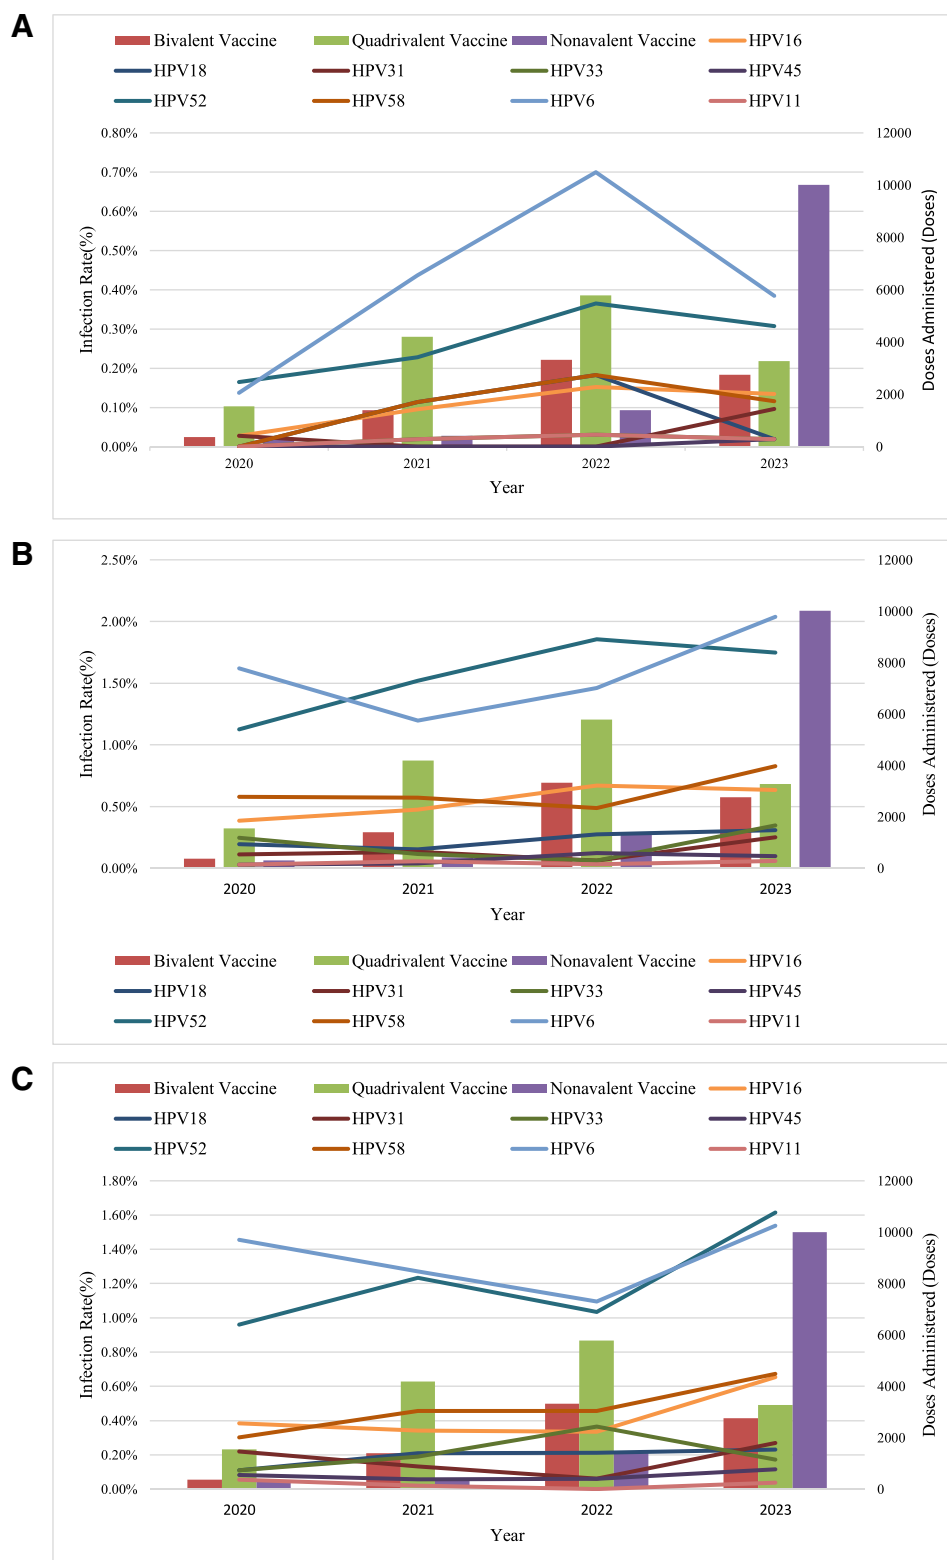 A
Bivalent Vaccine Quadrivalent Vaccine Nonavalent Vaccine HPV16
HPV18 HPV31 HPV33 HPV45
HPV52 HPV58 HPV6 HPV11
0.80% 12000
0.70% 10000
0.60%
0.50% 8000
0.40% 6000
0.30% 4000
0.20% 2000
0.10%
0.00% 0
Infection Rate(%)
Doses Administered (Doses)
2020 2021 2022 2023
Year
B
2.50% 12000
2.00% 10000
1.50% 8000
1.00% 6000
0.50% 4000
0.00% 2000
0
Infection Rate(%)
Doses Administered (Doses)
2020 2021 2022 2023
Year
Bivalent Vaccine Quadrivalent Vaccine Nonavalent Vaccine HPV16
HPV18 HPV31 HPV33 HPV45
HPV52 HPV58 HPV6 HPV11
C
Bivalent Vaccine Quadrivalent Vaccine Nonavalent Vaccine HPV16
HPV18 HPV31 HPV33 HPV45
HPV52 HPV58 HPV6 HPV11
1.80% 12000
1.60% 10000
1.40%
1.20% 8000
1.00% 6000
0.80%
0.60% 4000
0.40% 2000
0.20%
0.00% 0
Infection Rate(%)
Doses Administered (Doses)
2020 2021 2022 2023
Year